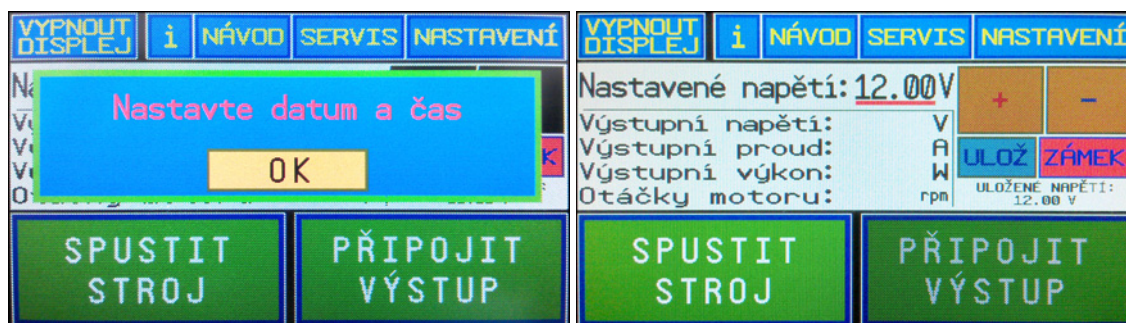 VYPNOUT
DISPLEJ
i
NÁVOD
SERVIS
NASTAVENÍ
Nastavte datum a čas
OK
SPUSTIT
STROJ
PŘIPOJIT
VÝSTUP
VYPNOUT
DISPLEJ
i
NÁVOD
SERVIS
NASTAVENÍ
Nastavené napětí: 12.00V
+
-
Výstupní napětí: V
Výstupní proud: A
Výstupní výkon: W
Otáčky motoru: rpm
ULOŽ
ZÁMEK
ULOŽENÉ NAPĚTÍ:
12.00 V
SPUSTIT
STROJ
PŘIPOJIT
VÝSTUP